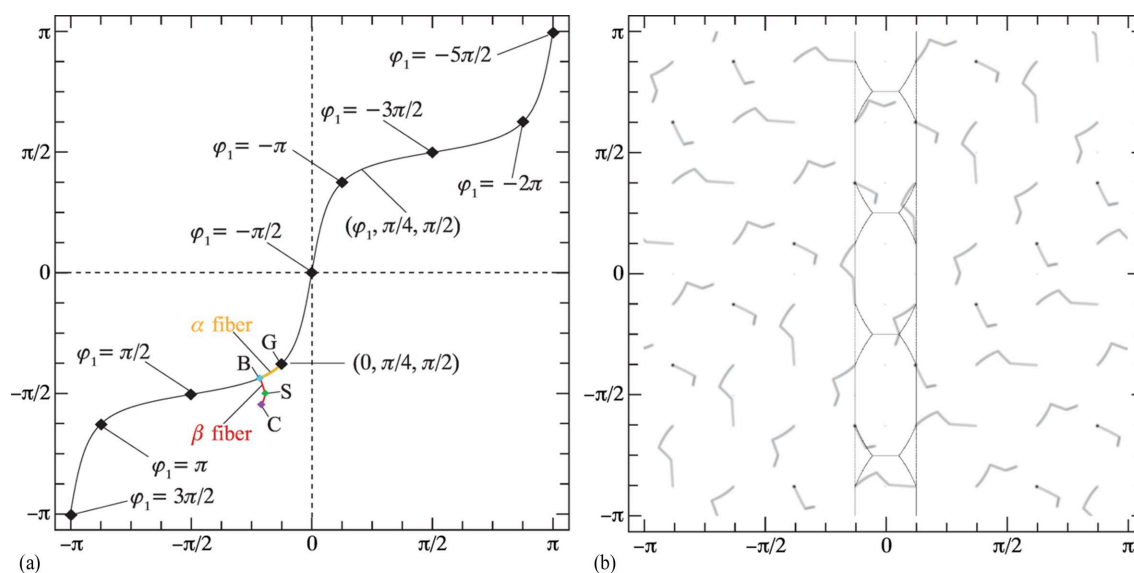 π
φ₁= −5π/2
φ₁= −3π/2
φ₁= −π
π/2
φ₁= −2π
(φ₁, π/4, π/2)
φ₁= −π/2
0
α fiber
G
B
(0, π/4, π/2)
φ₁= π/2
−π/2
S
C
β fiber
φ₁= π
φ₁= 3π/2
−π
−π −π/2 0 π/2 π
(a)
π
π/2
0
−π/2
−π
−π −π/2 0 π/2 π
(b)